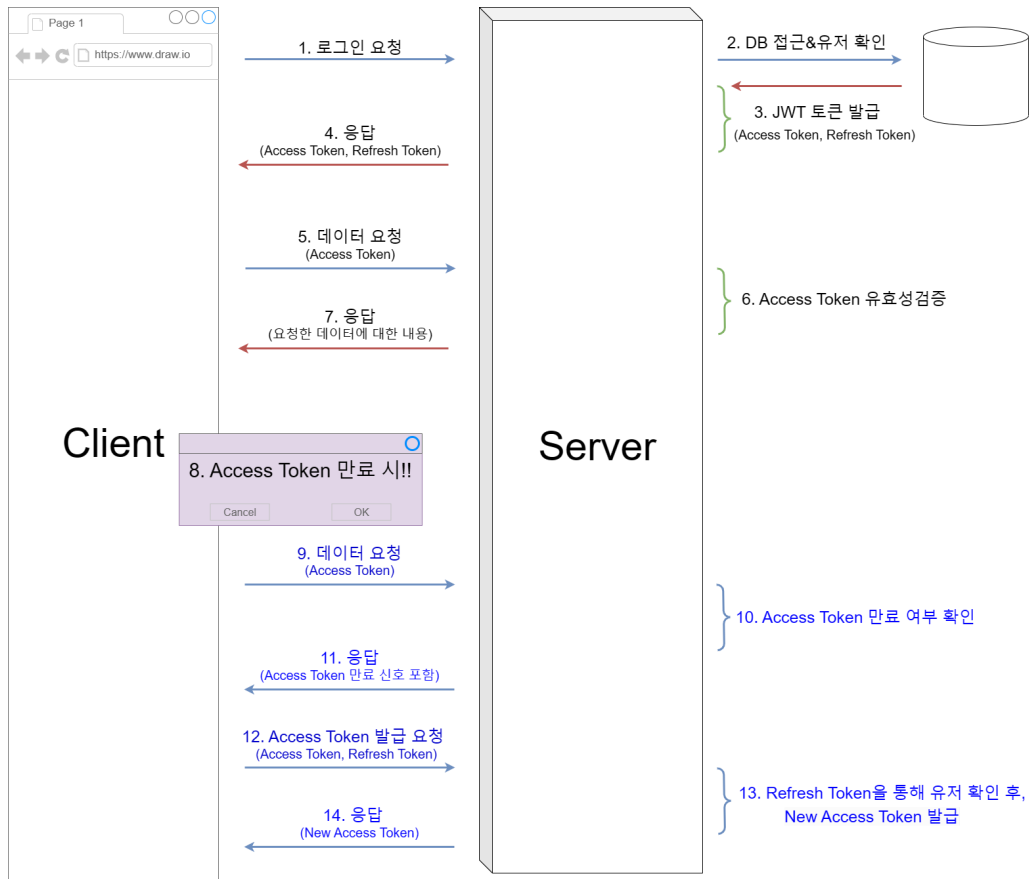 Page 1
https://www.draw.io
1. 로그인 요청
2. DB 접근&유저 확인
3. JWT 토큰 발급
(Access Token, Refresh Token)
4. 응답
(Access Token, Refresh Token)
5. 데이터 요청
(Access Token)
6. Access Token 유효성검증
7. 응답
(요청한 데이터에 대한 내용)
Client
Server
8. Access Token 만료 시!!
Cancel
OK
9. 데이터 요청
(Access Token)
10. Access Token 만료 여부 확인
11. 응답
(Access Token 만료 신호 포함)
12. Access Token 발급 요청
(Access Token, Refresh Token)
13. Refresh Token을 통해 유저 확인 후,
New Access Token 발급
14. 응답
(New Access Token)